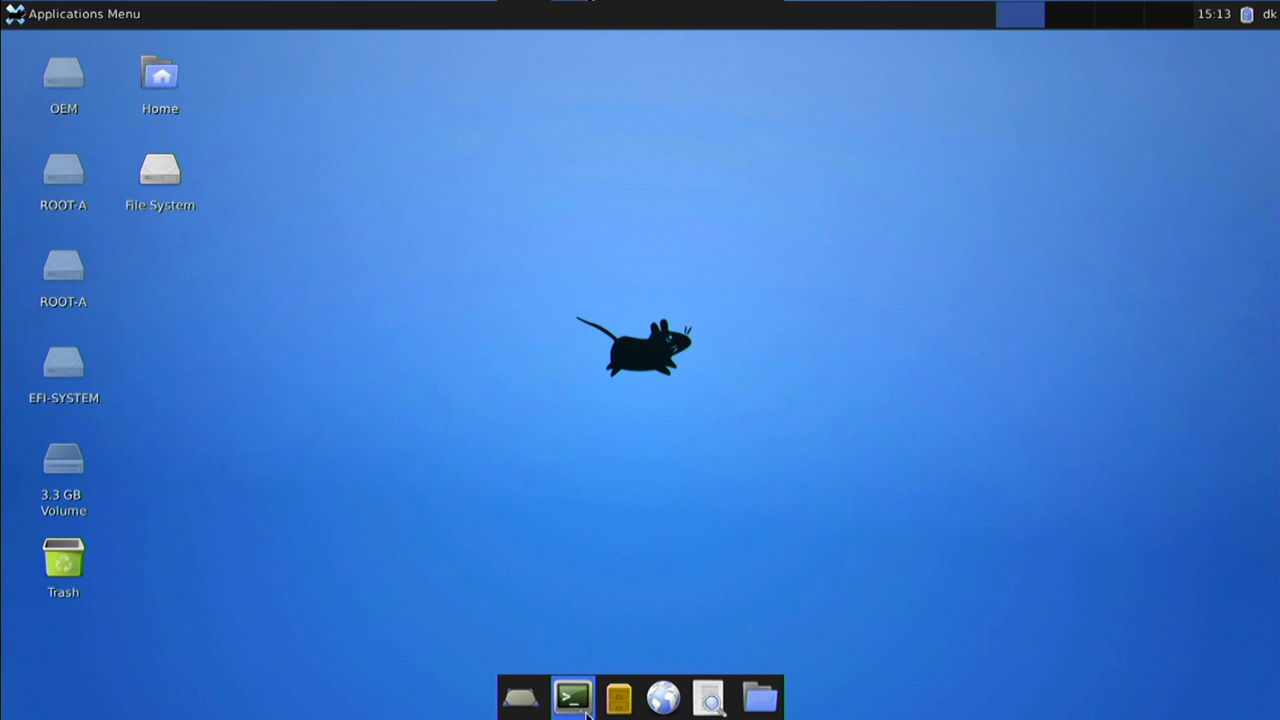 Applications Menu
15:13
dk
OEM
Home
ROOT-A
File System
ROOT-A
EFI-SYSTEM
3.3 GB
Volume
Trash
>_